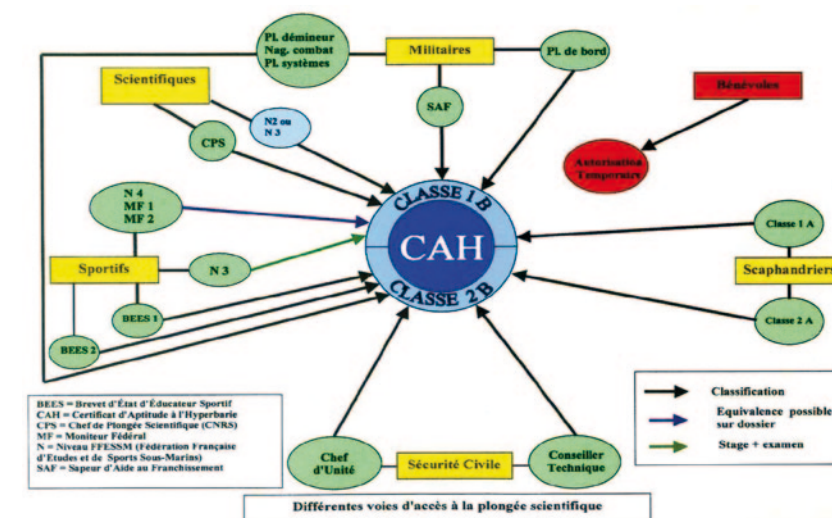 Pl. démineur
Nag. combat
Pl. systèmes
Militaires
Pl. de bord
Scientifiques
SAF
Bénévoles
N2 ou
N 3
CPS
Autorisation
Temporaire
CLASSE 1 B
N 4
MF 1
MF 2
CAH
Classe 1 A
Sportifs
N 3
Scaphandriers
CLASSE 2 B
BEES 1
Classe 2 A
BEES 2
BEES = Brevet d'État d'Éducateur Sportif
CAH = Certificat d'Aptitude à l'Hyperbarie
CPS = Chef de Plongée Scientifique (CNRS)
MF = Moniteur Fédéral
N = Niveau FFESSM (Fédération Française
d'Etudes et de Sports Sous-Marins)
SAF = Sapeur d'Aide au Franchissement
Classification
Equivalence possible
sur dossier
Stage + examen
Chef
d'Unité
Sécurité Civile
Conseiller
Technique
Différentes voies d'accès à la plongée scientifique